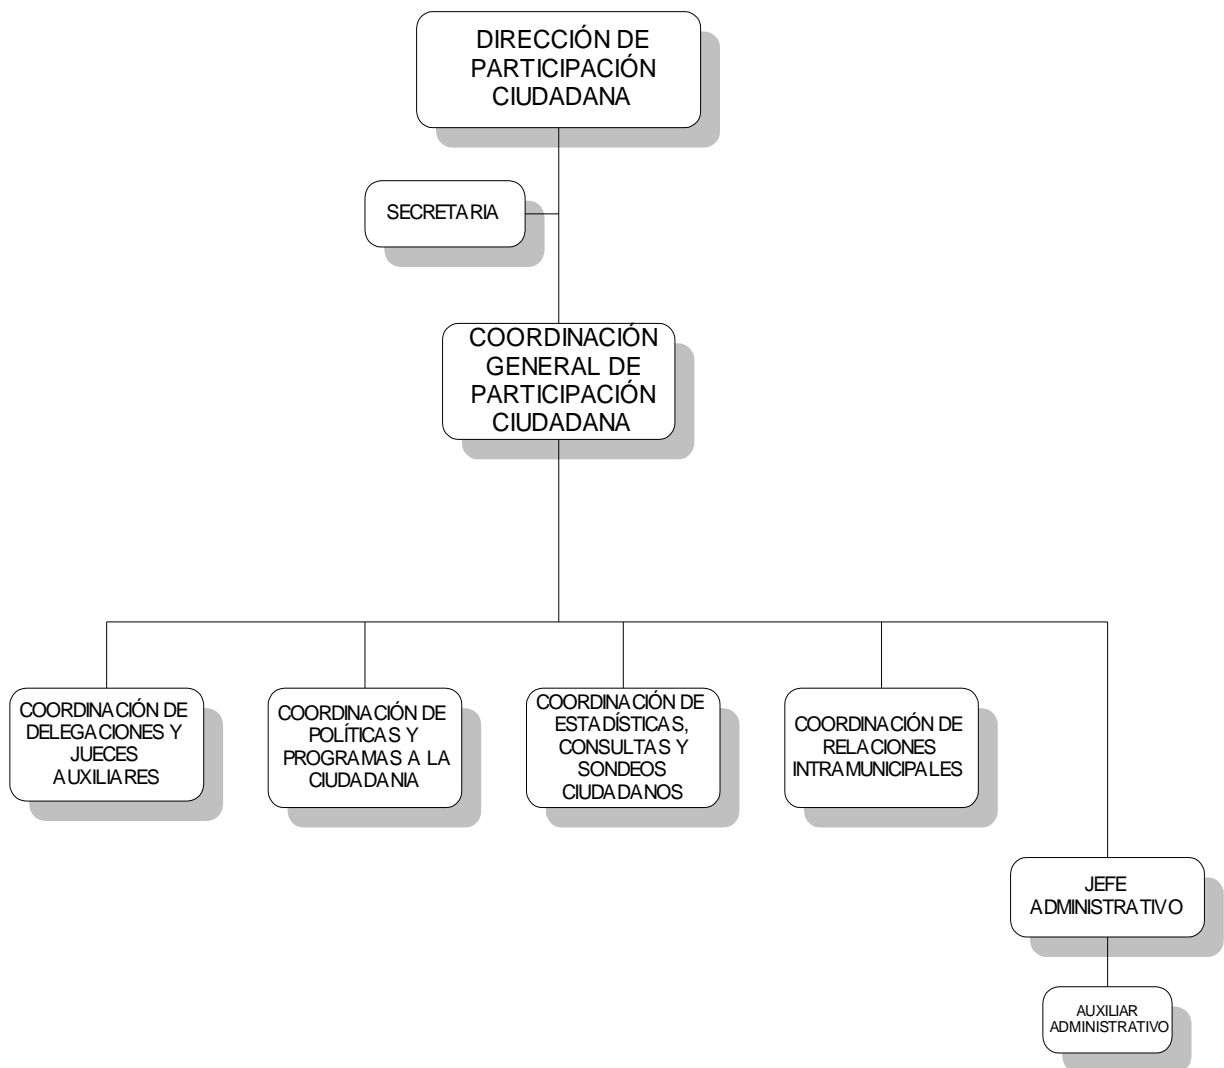 DIRECCIÓN DE
PARTICIPACIÓN
CIUDADANA
SECRETARIA
COORDINACIÓN
GENERAL DE
PARTICIPACIÓN
CIUDADANA
COORDINACIÓN DE
DELEGACIONES Y
JUECES
AUXILIARES
COORDINACIÓN DE
POLÍTICAS Y
PROGRAMAS A LA
CIUDADANIA
COORDINACIÓN DE
ESTADÍSTICAS,
CONSULTAS Y
SONDEOS
CIUDADANOS
COORDINACIÓN DE
RELACIONES
INTRAMUNICIPALES
JEFE
ADMINISTRATIVO
AUXILIAR
ADMINISTRATIVO